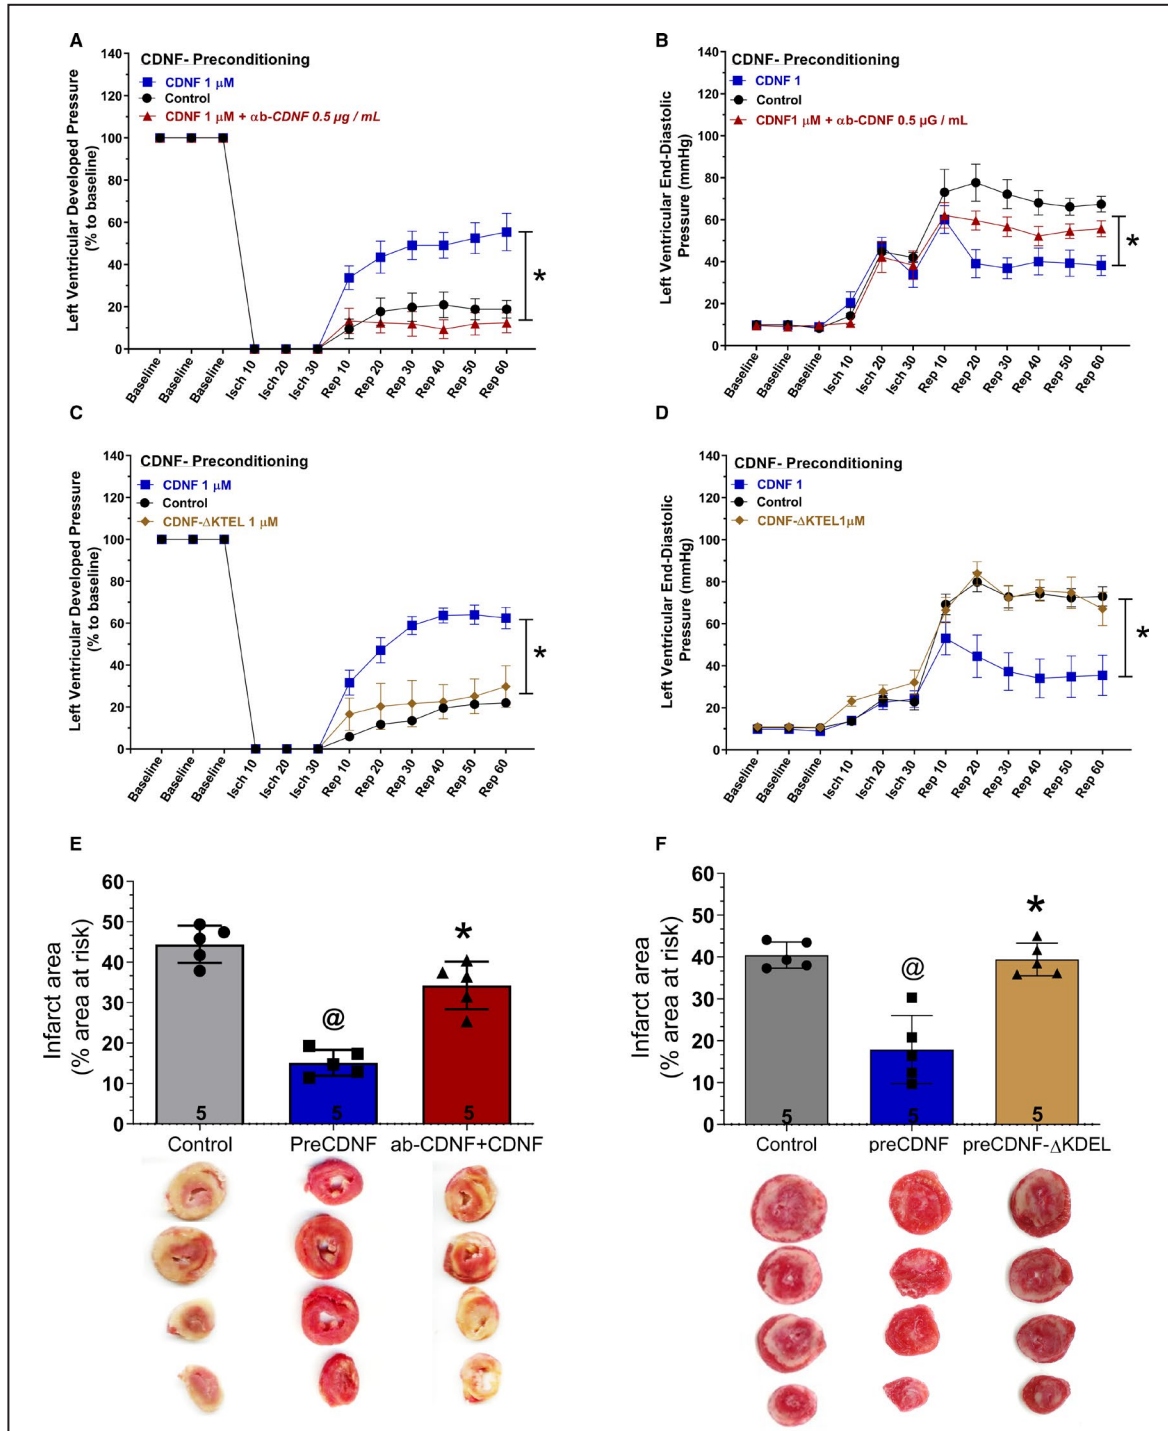 A
CDNF- Preconditioning
CDNF 1 μM
Control
CDNF 1 μM + αb-CDNF 0.5 μg / mL
Left Ventricular Developed Pressure
(% to baseline)
140
120
100
80
60
40
20
0
*
Baseline
Baseline
Baseline
Isch 10
Isch 20
Isch 30
Rep 10
Rep 20
Rep 30
Rep 40
Rep 50
Rep 60
B
CDNF- Preconditioning
CDNF 1
Control
CDNF1 μM + αb-CDNF 0.5 μG / mL
Left Ventricular End-Diastolic
Pressure (mmHg)
140
120
100
80
60
40
20
0
*
Baseline
Baseline
Baseline
Isch 10
Isch 20
Isch 30
Rep 10
Rep 20
Rep 30
Rep 40
Rep 50
Rep 60
C
CDNF- Preconditioning
CDNF 1 μM
Control
CDNF-ΔKTEL 1 μM
Left Ventricular Developed Pressure
(% to baseline)
140
120
100
80
60
40
20
0
*
Baseline
Baseline
Baseline
Isch 10
Isch 20
Isch 30
Rep 10
Rep 20
Rep 30
Rep 40
Rep 50
Rep 60
D
CDNF- Preconditioning
CDNF 1
Control
CDNF-ΔKTEL1μM
Left Ventricular End-Diastolic
Pressure (mmHg)
140
120
100
80
60
40
20
0
*
Baseline
Baseline
Baseline
Isch 10
Isch 20
Isch 30
Rep 10
Rep 20
Rep 30
Rep 40
Rep 50
Rep 60
E
Infarct area
(% area at risk)
60
50
40
30
20
10
0
@
*
5
5
5
Control
PreCDNF
ab-CDNF+CDNF
F
Infarct area
(% area at risk)
60
50
40
30
20
10
0
@
*
5
5
5
Control
preCDNF
preCDNF-ΔKDEL